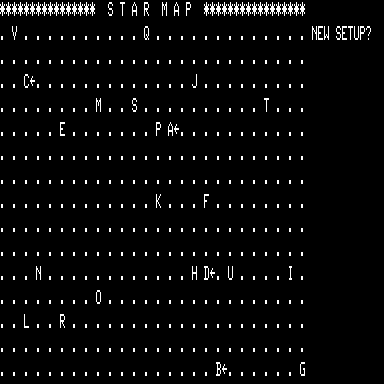 **************** S T A R  M A P *****************
. V . . . . . . . . . . Q . . . . . . . . . . . . . NEW SETUP?
. . . . . . . . . . . . . . . . . . . . . . . . . .
. . C←. . . . . . . . . . . . . J . . . . . . . . .
. . . . . . . . M . . S . . . . . . . . . . T . . .
. . . . . E . . . . . . . P A←. . . . . . . . . . .
. . . . . . . . . . . . . . . . . . . . . . . . . .
. . . . . . . . . . . . . . . . . . . . . . . . . .
. . . . . . . . . . . . . K . . . F . . . . . . . .
. . . . . . . . . . . . . . . . . . . . . . . . . .
. . . . . . . . . . . . . . . . . . . . . . . . . .
. . . N . . . . . . . . . . . . H D←. U . . . . I .
. . . . . . . . O . . . . . . . . . . . . . . . . .
. . L . . R . . . . . . . . . . . . . . . . . . . .
. . . . . . . . . . . . . . . . . . . . . . . . . .
. . . . . . . . . . . . . . . . . . B←. . . . . . G